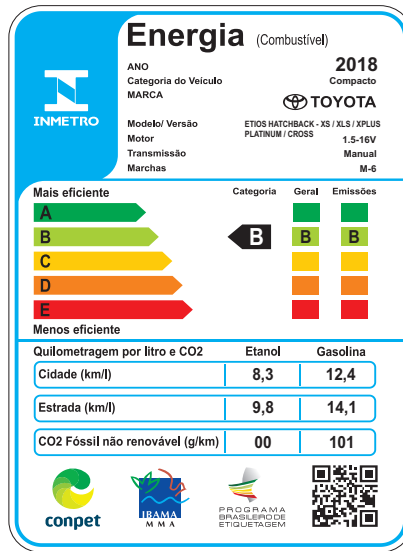 Energia (Combustível)
ANO 2018
Categoria do Veículo Compacto
MARCA TOYOTA
INMETRO
Modelo/ Versão ETIOS HATCHBACK - XS / XLS / XPLUS
PLATINUM / CROSS
Motor 1.5-16V
Transmissão Manual
Marchas M-6
Mais eficiente Categoria Geral Emissões
A
B B B B
C
D
E
Menos eficiente
Quilometragem por litro e CO2 Etanol Gasolina
Cidade (km/l) 8,3 12,4
Estrada (km/l) 9,8 14,1
CO2 Fóssil não renovável (g/km) 00 101
conpet
IBAMA
M M A
PROGRAMA
BRASILEIRO DE
ETIQUETAGEM